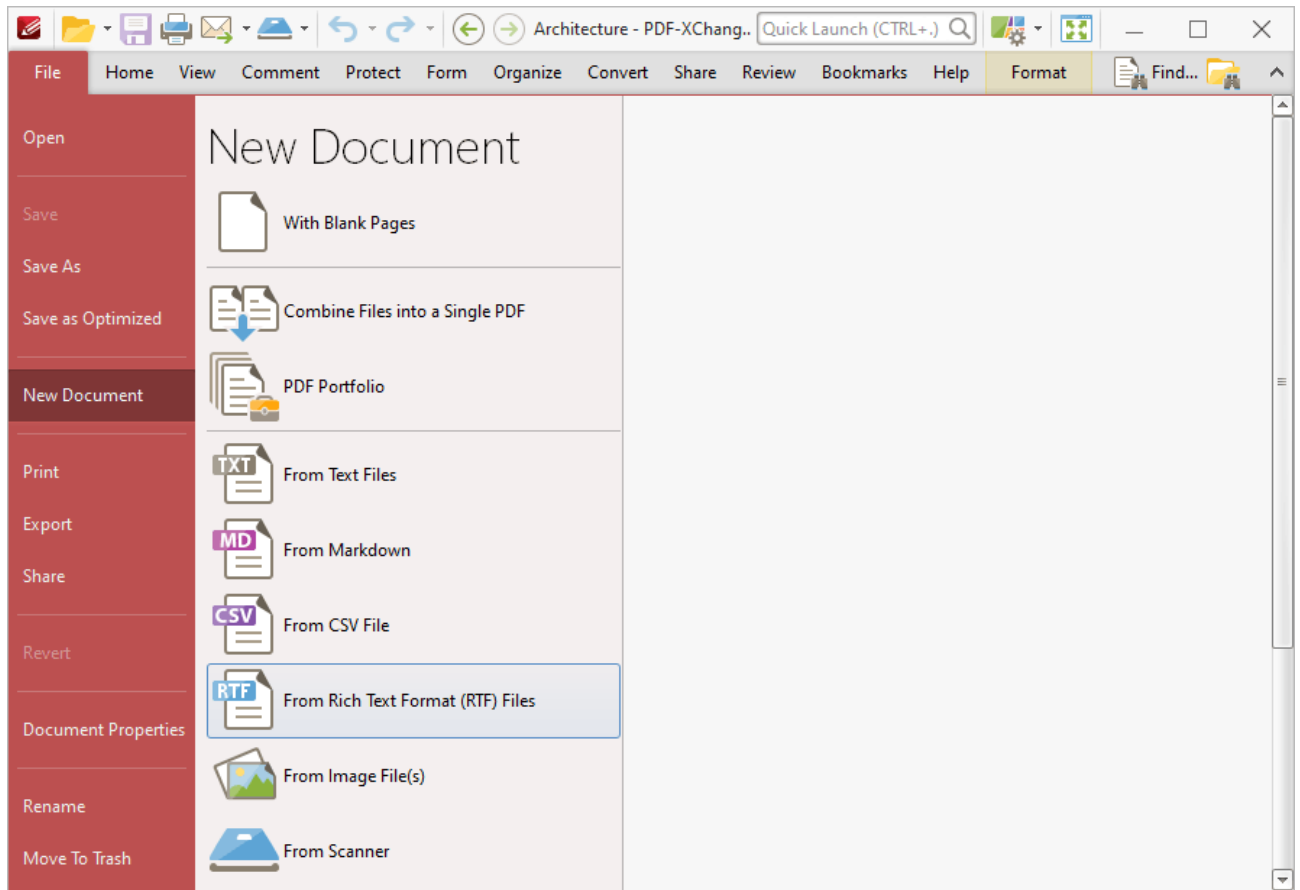 Architecture - PDF-XChang.. Quick Launch (CTRL+.)
File Home View Comment Protect Form Organize Convert Share Review Bookmarks Help Format Find...
Open
Save
Save As
Save as Optimized
New Document
Print
Export
Share
Revert
Document Properties
Rename
Move To Trash
New Document
With Blank Pages
Combine Files into a Single PDF
PDF Portfolio
TXT From Text Files
MD From Markdown
CSV From CSV File
RTF From Rich Text Format (RTF) Files
From Image File(s)
From Scanner